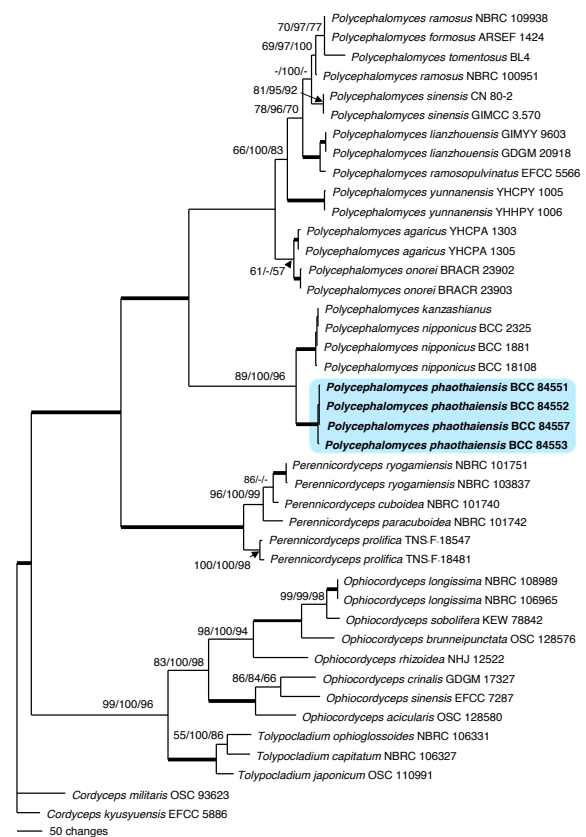 70/97/77
Polycephalomyces ramosus NBRC 109938
Polycephalomyces formosus ARSEF 1424
69/97/100
Polycephalomyces tomentosus BL4
-/100/-
Polycephalomyces ramosus NBRC 100951
81/95/92
Polycephalomyces sinensis CN 80-2
78/96/70
Polycephalomyces sinensis GIMCC 3.570
Polycephalomyces lianzhouensis GIMYY 9603
66/100/83
Polycephalomyces lianzhouensis GDGM 20918
Polycephalomyces ramosopulvinatus EFCC 5566
Polycephalomyces yunnanensis YHCPY 1005
Polycephalomyces yunnanensis YHHPY 1006
Polycephalomyces agaricus YHCPA 1303
Polycephalomyces agaricus YHCPA 1305
61/-/57
Polycephalomyces onorei BRACR 23902
Polycephalomyces onorei BRACR 23903
Polycephalomyces kanzashianus
Polycephalomyces nipponicus BCC 2325
Polycephalomyces nipponicus BCC 1881
Polycephalomyces nipponicus BCC 18108
89/100/96
Polycephalomyces phaothaiensis BCC 84551
Polycephalomyces phaothaiensis BCC 84552
Polycephalomyces phaothaiensis BCC 84557
Polycephalomyces phaothaiensis BCC 84553
Perennicordyceps ryogamiensis NBRC 101751
86/-/-
Perennicordyceps ryogamiensis NBRC 103837
96/100/99
Perennicordyceps cuboidea NBRC 101740
Perennicordyceps paracuboidea NBRC 101742
Perennicordyceps prolifica TNS-F-18547
Perennicordyceps prolifica TNS-F-18481
100/100/98
Ophiocordyceps longissima NBRC 108989
99/99/98
Ophiocordyceps longissima NBRC 106965
Ophiocordyceps sobolifera KEW 78842
98/100/94
Ophiocordyceps brunneipunctata OSC 128576
Ophiocordyceps rhizoidea NHJ 12522
83/100/98
86/84/66
Ophiocordyceps crinalis GDGM 17327
Ophiocordyceps sinensis EFCC 7287
99/100/96
Ophiocordyceps acicularis OSC 128580
55/100/86
Tolypocladium ophioglossoides NBRC 106331
Tolypocladium capitatum NBRC 106327
Tolypocladium japonicum OSC 110991
Cordyceps militaris OSC 93623
Cordyceps kyusyuensis EFCC 5886
50 changes